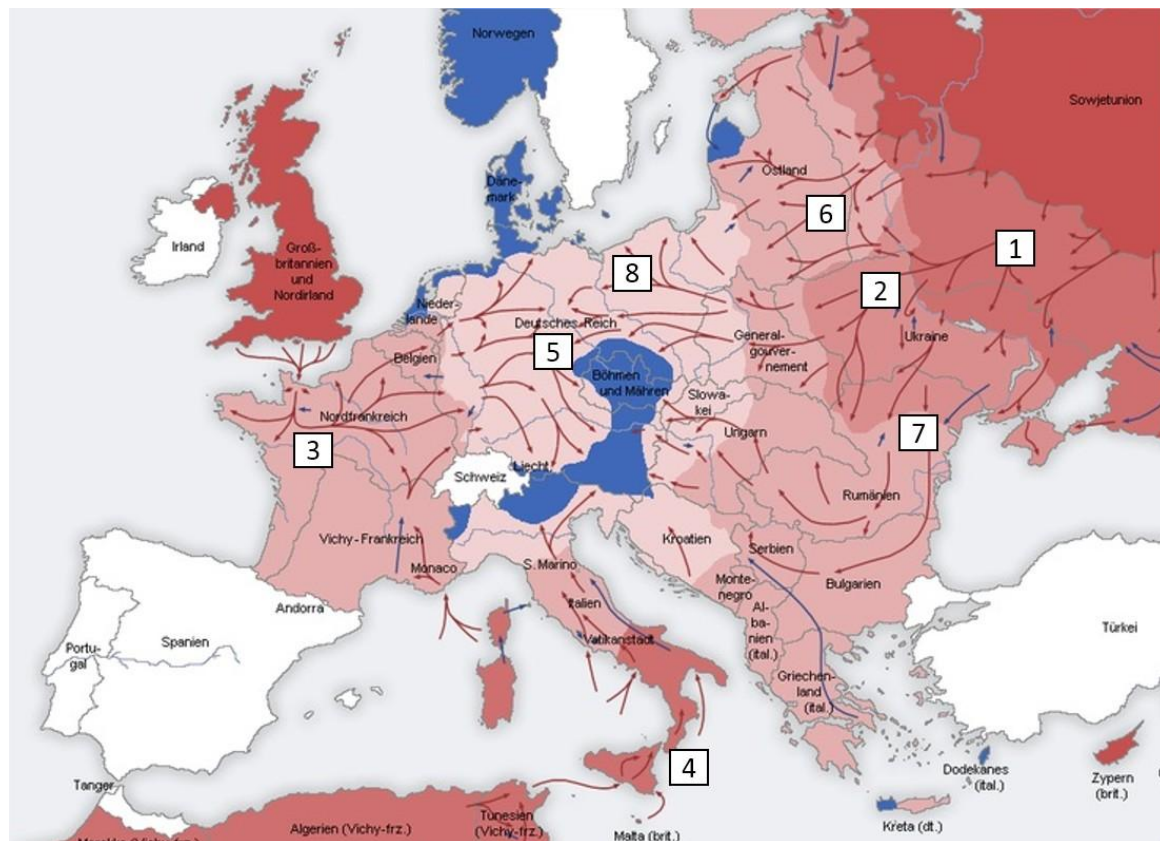 Norwegen
Sowjetunion
Däne-
mark
Ostland
6
Irland
Groß-
britannien
und
Nordirland
1
8
2
Nieder-
lande
Deutsches-Reich
General-
gouver-
nement
Ukraine
Belgien
5
Böhmen
und Mähren
Slowa-
kei
Nordfrankreich
Ungarn
7
3
Schweiz
Liecht.
Rumänien
Vichy-Frankreich
Kroatien
Serbien
Monaco
S. Marino
Monte-
negro
Bulgarien
Andorra
Italien
Al-
ba-
nien
(ital.)
Portu-
gal
Spanien
Vatikanstadt
Türkei
Griechen-
land
(ital.)
4
Dodekanes
(ital.)
Zypern
(brit.)
Tanger
Algerien (Vichy-frz.)
Tunesien
(Vichy-frz.)
Malta (brit.)
Kreta (dt.)
Marokko (Vichy-frz.)